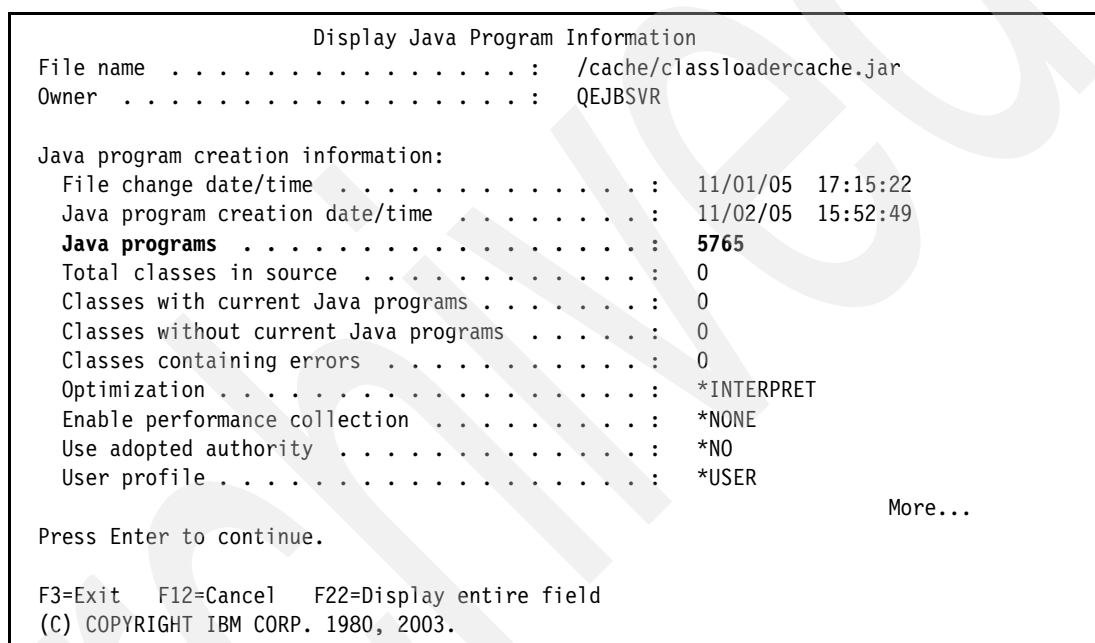 Display Java Program Information
File name . . . . . . . . . . . . . . . . : /cache/classloadercache.jar
Owner . . . . . . . . . . . . . . . . . . : QEJBSVR
Java program creation information:
File change date/time . . . . . . . . . . . . . : 11/01/05 17:15:22
Java program creation date/time . . . . . . . . : 11/02/05 15:52:49
Java programs . . . . . . . . . . . . . . . . . : 5765
Total classes in source . . . . . . . . . . . . : 0
Classes with current Java programs . . . . . . . : 0
Classes without current Java programs . . . . . : 0
Classes containing errors . . . . . . . . . . . : 0
Optimization . . . . . . . . . . . . . . . . . . : *INTERPRET
Enable performance collection . . . . . . . . . : *NONE
Use adopted authority . . . . . . . . . . . . . : *NO
User profile . . . . . . . . . . . . . . . . . . : *USER
More...
Press Enter to continue.
F3=Exit F12=Cancel F22=Display entire field
(C) COPYRIGHT IBM CORP. 1980, 2003.